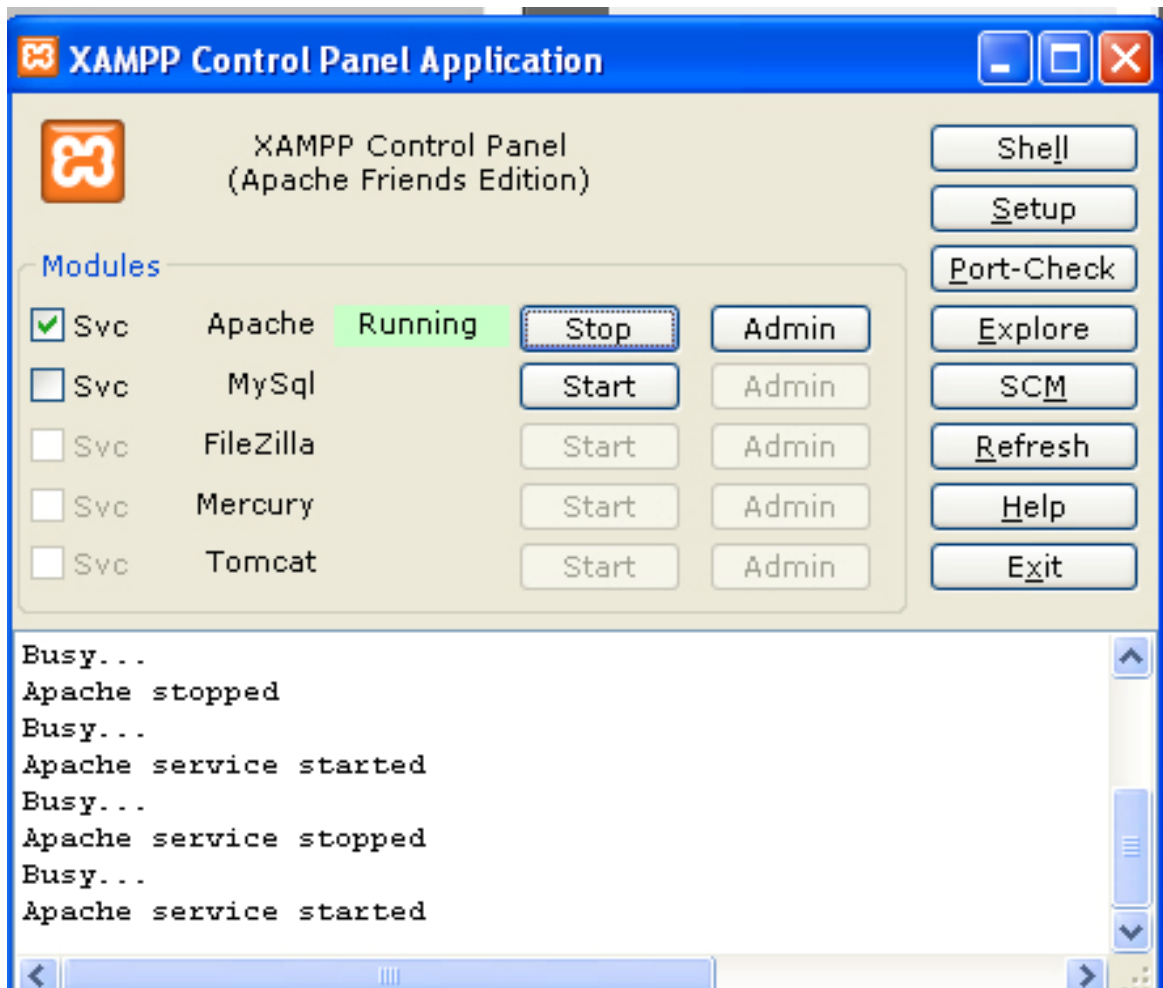 XAMPP Control Panel Application
XAMPP Control Panel
(Apache Friends Edition)
Shell
Setup
Port-Check
Explore
SCM
Refresh
Help
Exit
Modules
Svc Apache Running Stop Admin
Svc MySql Start Admin
Svc FileZilla Start Admin
Svc Mercury Start Admin
Svc Tomcat Start Admin
Busy...
Apache stopped
Busy...
Apache service started
Busy...
Apache service stopped
Busy...
Apache service started